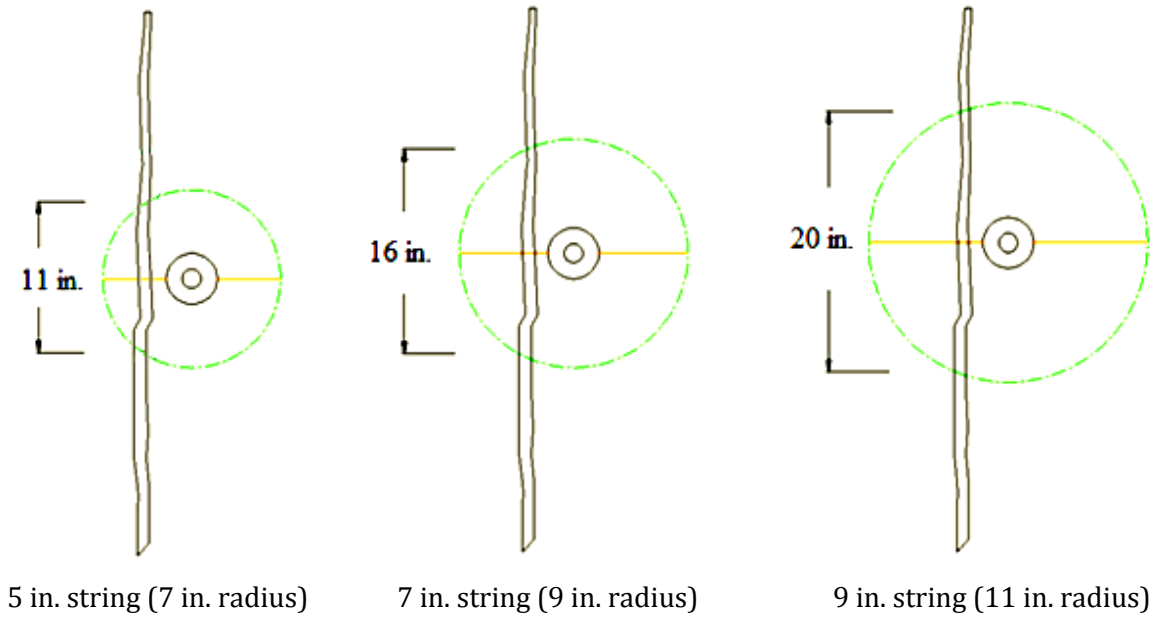 11 in.
16 in.
20 in.
5 in. string (7 in. radius)
7 in. string (9 in. radius)
9 in. string (11 in. radius)